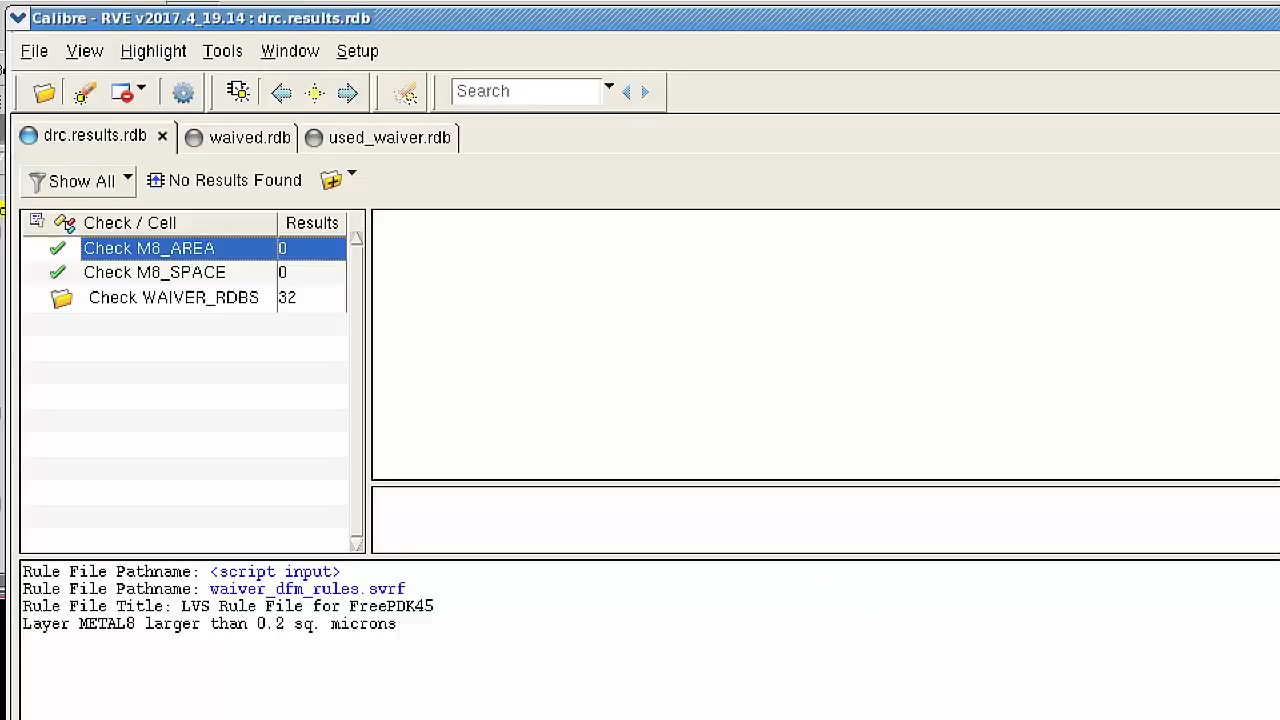 Calibre - RVE v2017.4_19.14 : drc.results.rdb
File View Highlight Tools Window Setup
Search
drc.results.rdb waived.rdb used_waiver.rdb
Show All No Results Found
Check / Cell Results
Check M8_AREA 0
Check M8_SPACE 0
Check WAIVER_RDBS 32
Rule File Pathname: <script input>
Rule File Pathname: waiver_dfm_rules.svrf
Rule File Title: LVS Rule File for FreePDK45
Layer METAL8 larger than 0.2 sq. microns